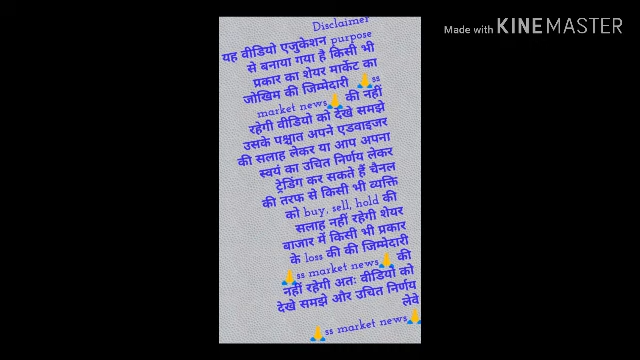 Made with KINEMASTER
Disclaimer
यह वीडियो एजुकेशन purpose
से बनाया गया है किसी भी
प्रकार का शेयर मार्केट का
जोखिम की जिम्मेदारी 🙏ss
market news🙏 की नहीं
रहेगी वीडियो को देखे समझे
उसके पश्चात अपने एडवाइजर
की सलाह लेकर या आप अपना
स्वयं का उचित निर्णय लेकर
ट्रेडिंग कर सकते हैं चैनल
की तरफ से किसी भी व्यक्ति
को buy, sell, hold की
सलाह नहीं रहेगी शेयर
बाजार में किसी भी प्रकार
के loss की की जिम्मेदारी
🙏ss market news🙏 की
नहीं रहेगी अतः वीडियो को
देखे समझे और उचित निर्णय
लेवे
🙏ss market news🙏